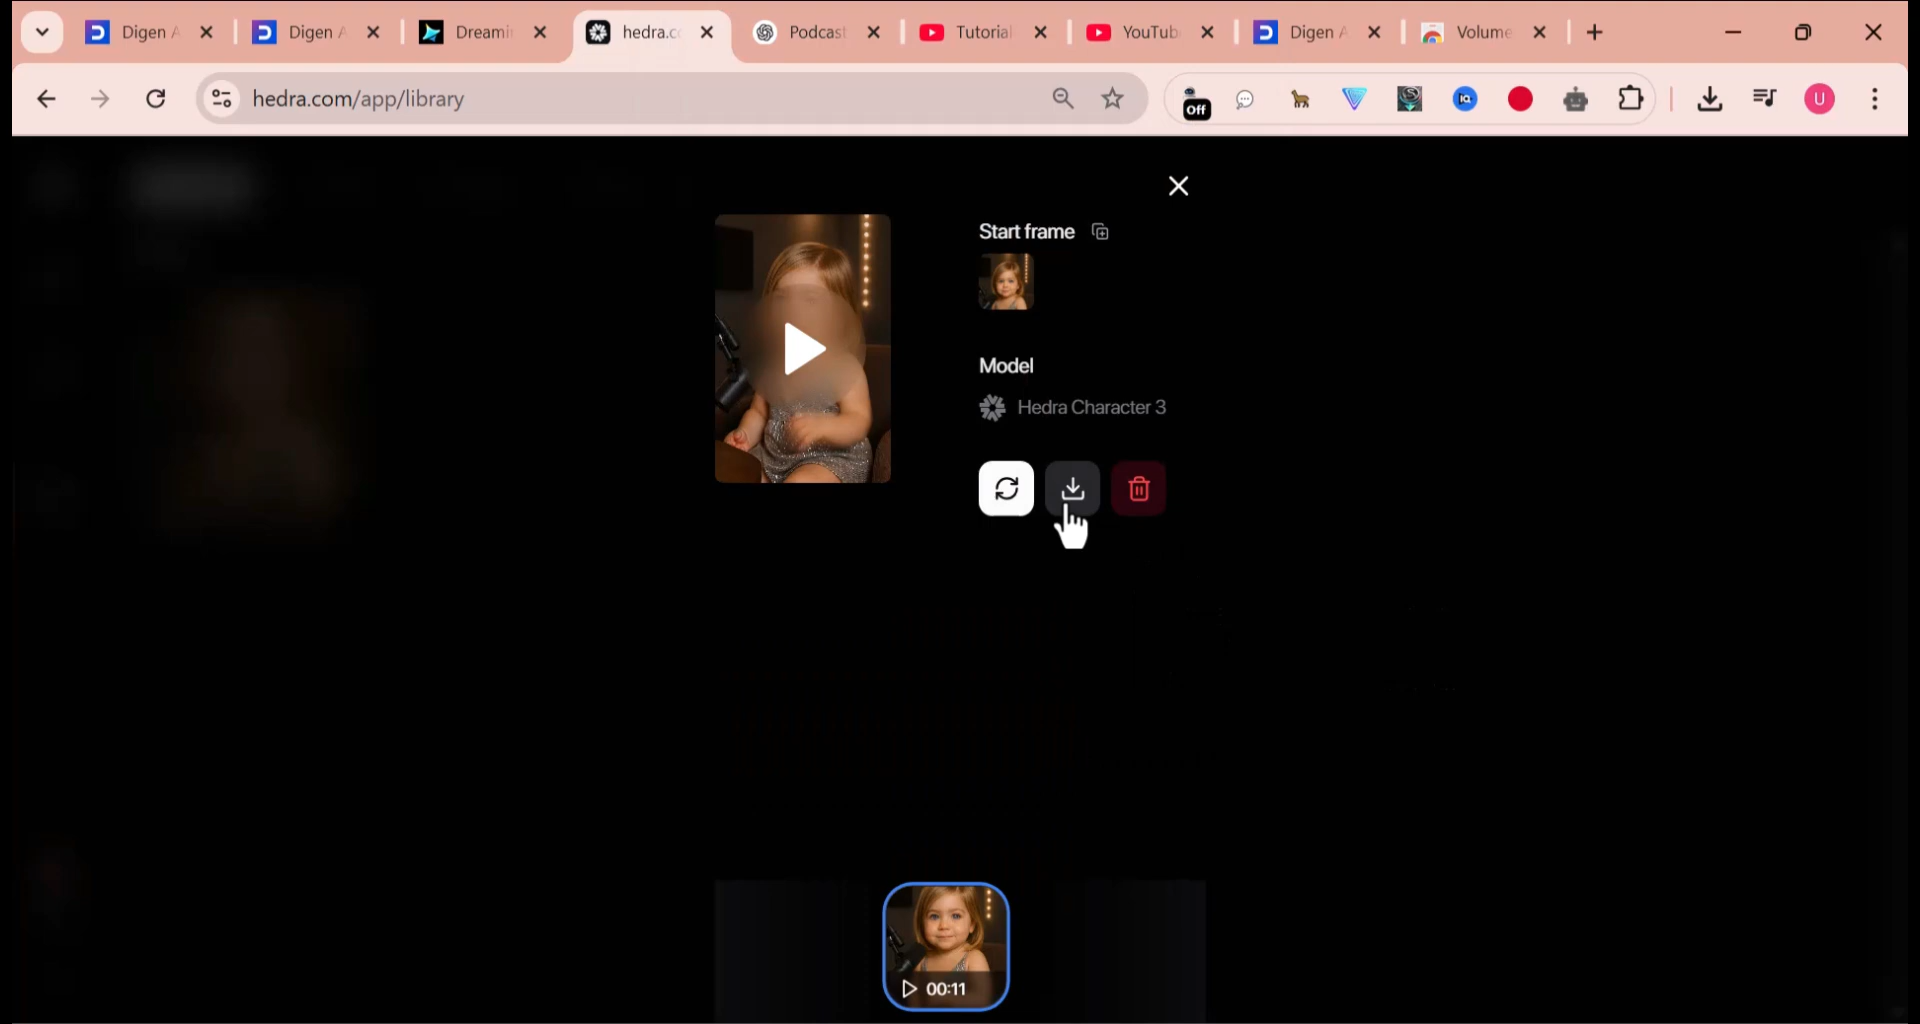 Digen A
Digen A
Dreami
hedra.c
Podcast
Tutorial
YouTub
Digen A
Volume
hedra.com/app/library
Off
U
Start frame
Model
Hedra Character 3
00:11